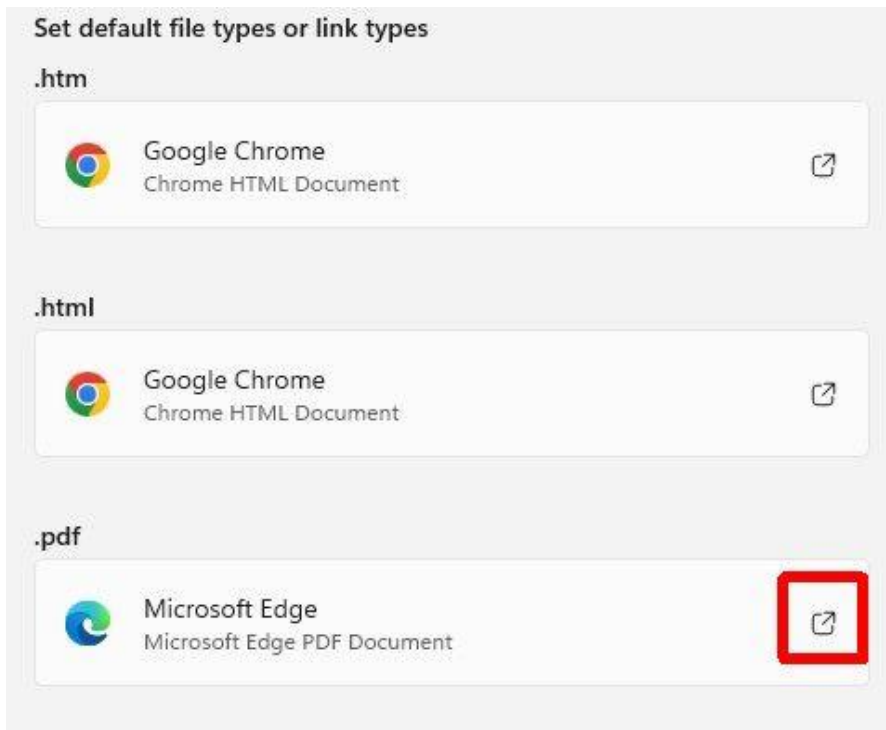 Set default file types or link types
.htm
Google Chrome
Chrome HTML Document
.html
Google Chrome
Chrome HTML Document
.pdf
Microsoft Edge
Microsoft Edge PDF Document